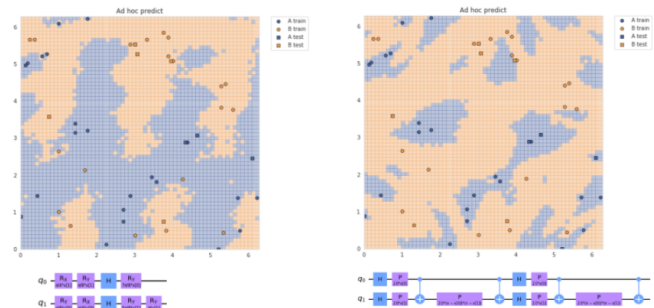 Ad hoc predict
A train
B train
A test
B test
6
5
4
3
2
1
0
0 1 2 3 4 5 6
Ad hoc predict
A train
B train
A test
B test
6
5
4
3
2
1
0
0 1 2 3 4 5 6
q₀ Rₓ H
q₁ H
q₀ H P H P
q₁ H P P H P P